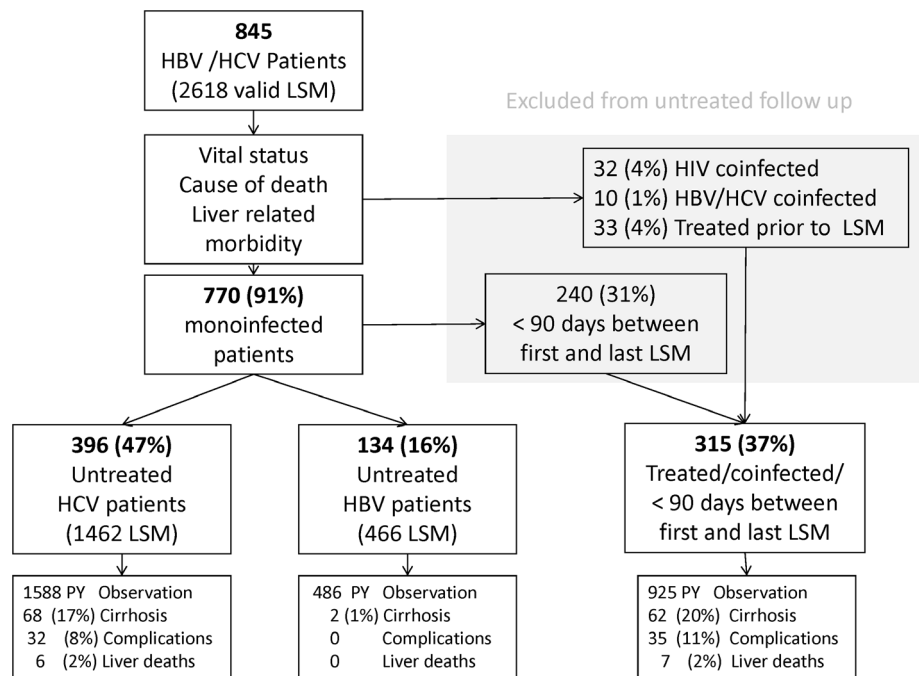 845
HBV /HCV Patients
(2618 valid LSM)
Excluded from untreated follow up
Vital status
Cause of death
Liver related
morbidity
32 (4%) HIV coinfected
10 (1%) HBV/HCV coinfected
33 (4%) Treated prior to LSM
770 (91%)
monoinfected
patients
240 (31%)
< 90 days between
first and last LSM
396 (47%)
Untreated
HCV patients
(1462 LSM)
134 (16%)
Untreated
HBV patients
(466 LSM)
315 (37%)
Treated/coinfected/
< 90 days between
first and last LSM
1588 PY Observation
68 (17%) Cirrhosis
32 (8%) Complications
6 (2%) Liver deaths
486 PY Observation
2 (1%) Cirrhosis
0 Complications
0 Liver deaths
925 PY Observation
62 (20%) Cirrhosis
35 (11%) Complications
7 (2%) Liver deaths